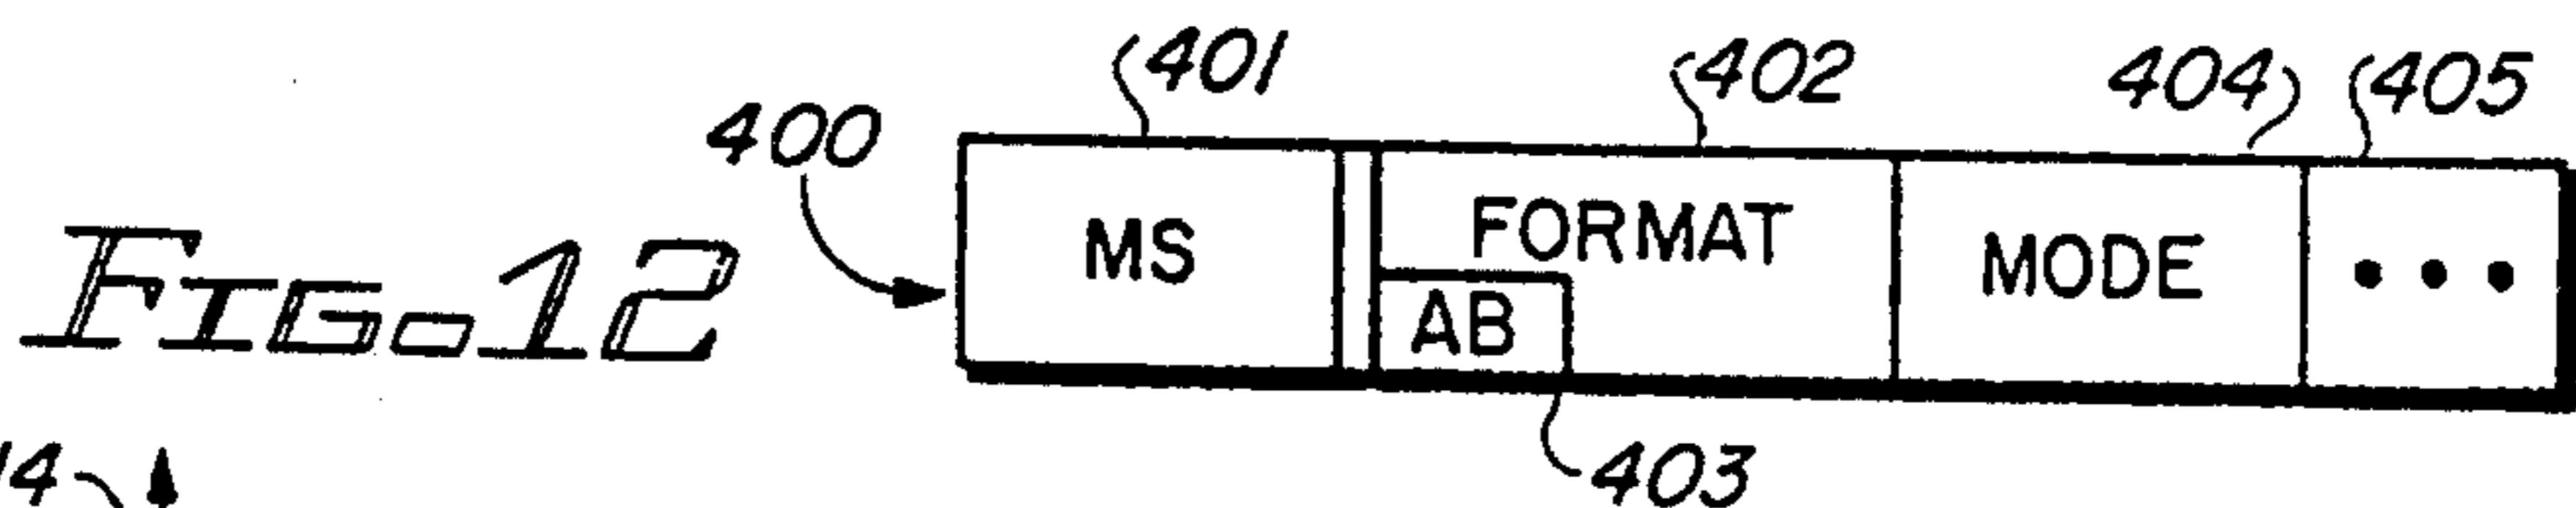 401 402 404 405
400
MS FORMAT MODE • • •
AB
FIG. 12
403